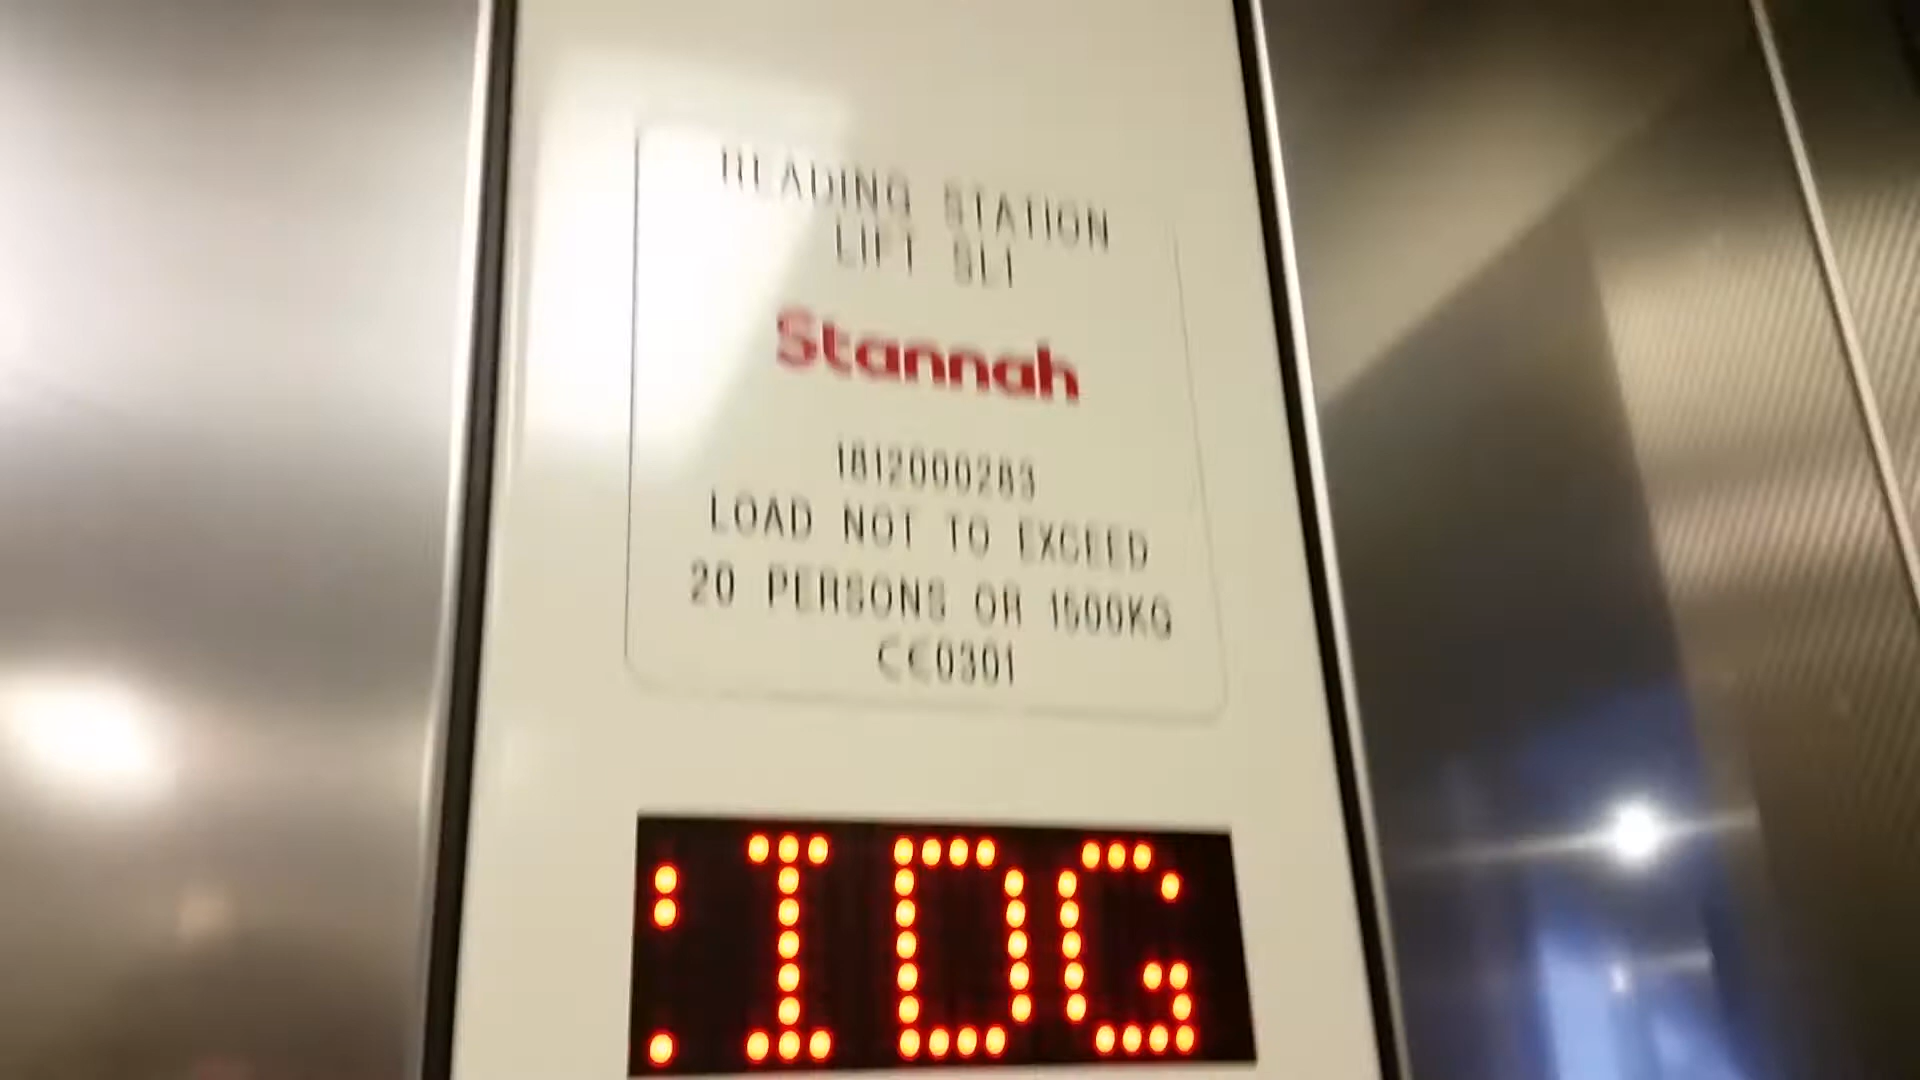 READING STATION
LIFT SL1
Stannah
1812000283
LOAD NOT TO EXCEED
20 PERSONS OR 1500KG
CE0301
IDG